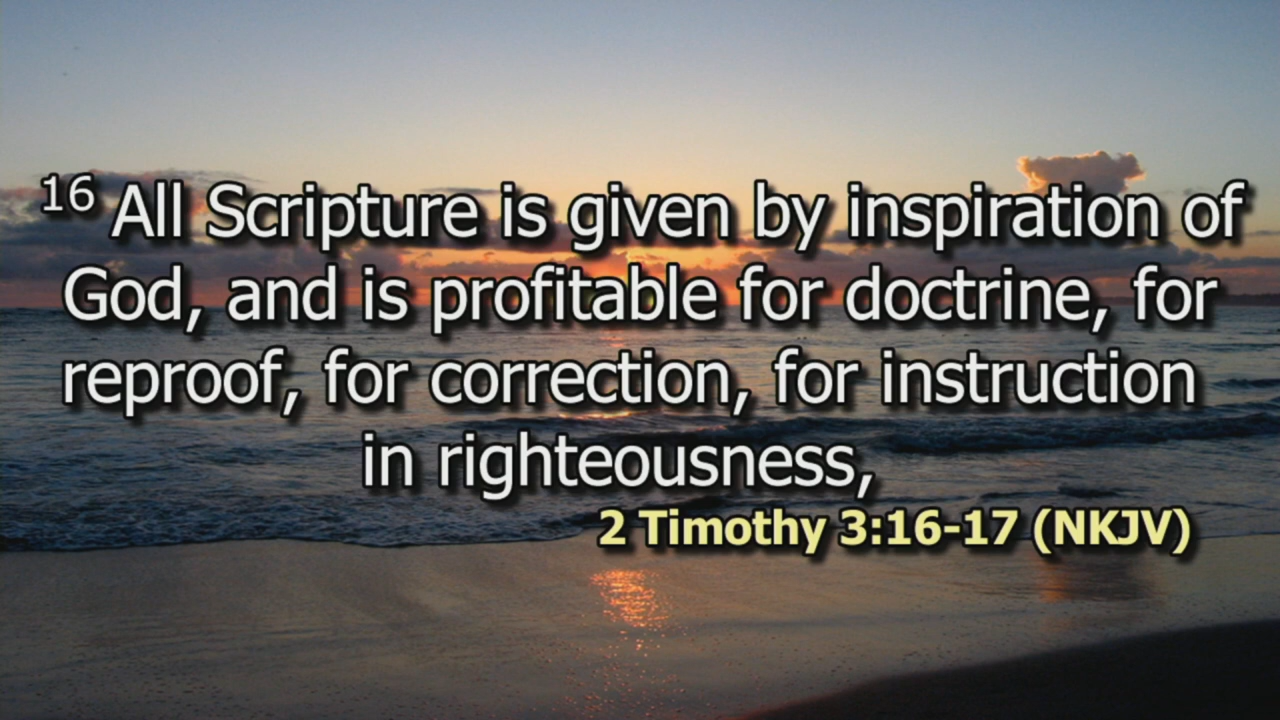 16 All Scripture is given by inspiration of
God, and is profitable for doctrine, for
reproof, for correction, for instruction
in righteousness,
2 Timothy 3:16-17 (NKJV)